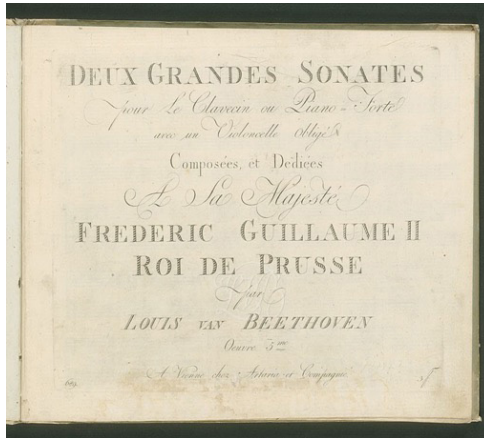 DEUX GRANDES SONATES
pour Le Clavecin ou Piano-Forte
avec un Violoncelle obligé
Composées, et Dediées
A Sa Majesté
FREDERIC GUILLAUME II
ROI DE PRUSSE
par
LOUIS VAN BEETHOVEN
Oeuvre 5me
A Vienne chez Artaria et Compagnie
689.